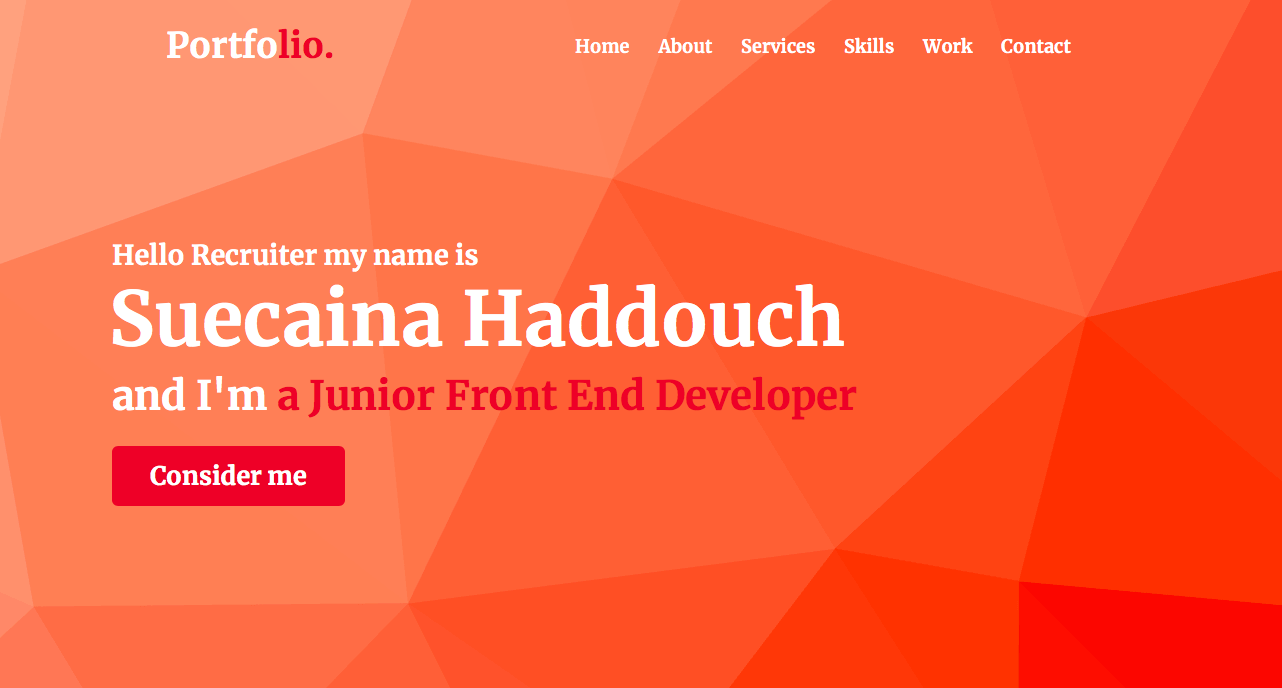 Portfolio.
Home About Services Skills Work Contact
Hello Recruiter my name is
Suecaina Haddouch
and I'm a Junior Front End Developer
Consider me